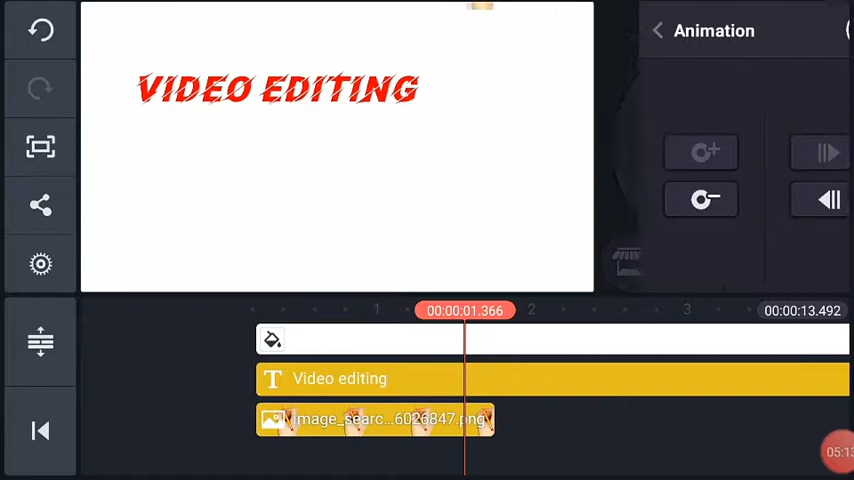 Animation
VIDEO EDITING
1
00:00:01.366
2
3
00:00:13.492
Video editing
image_searc...6026847.png
05:13